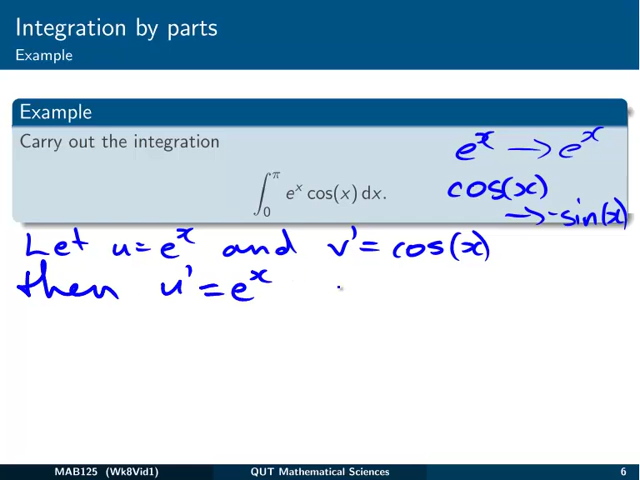 Integration by parts
Example
Example
Carry out the integration
e^x → e^x
∫_0^π e^x cos(x) dx.
cos(x)
→ -sin(x)
Let u=e^x and v'=cos(x)
then u'=e^x
MAB125 (Wk8Vid1) QUT Mathematical Sciences 6